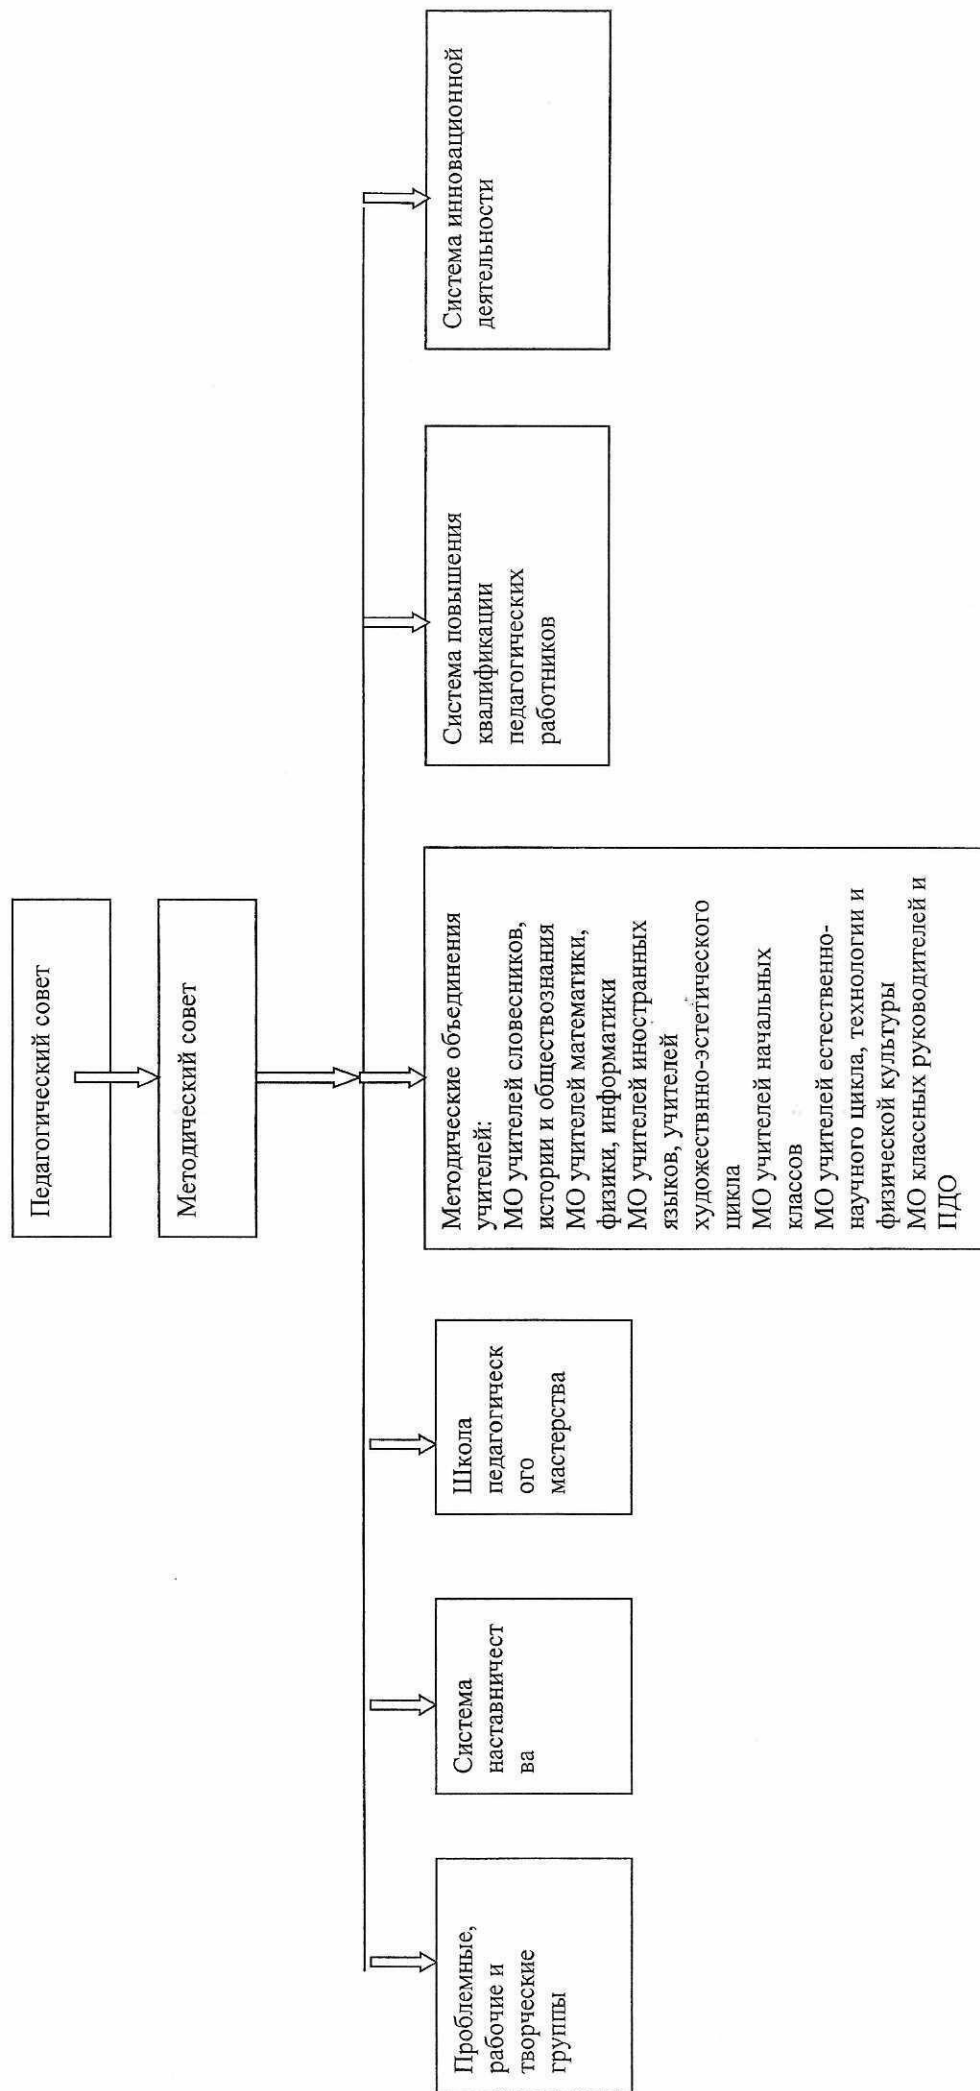 Педагогический совет
Методический совет
Проблемные,
рабочие и
творческие
группы
Система
наставничест
ва
Школа
педагогическ
ого
мастерства
Методические объединения
учителей:
МО учителей словесников,
истории и обществознания
МО учителей математики,
физики, информатики
МО учителей иностранных
языков, учителей
художественнно-эстетического
цикла
МО учителей начальных
классов
МО учителей естественно-
научного цикла, технологии и
физической культуры
МО классных руководителей и
ПДО
Система повышения
квалификации
педагогических
работников
Система инновационной
деятельности